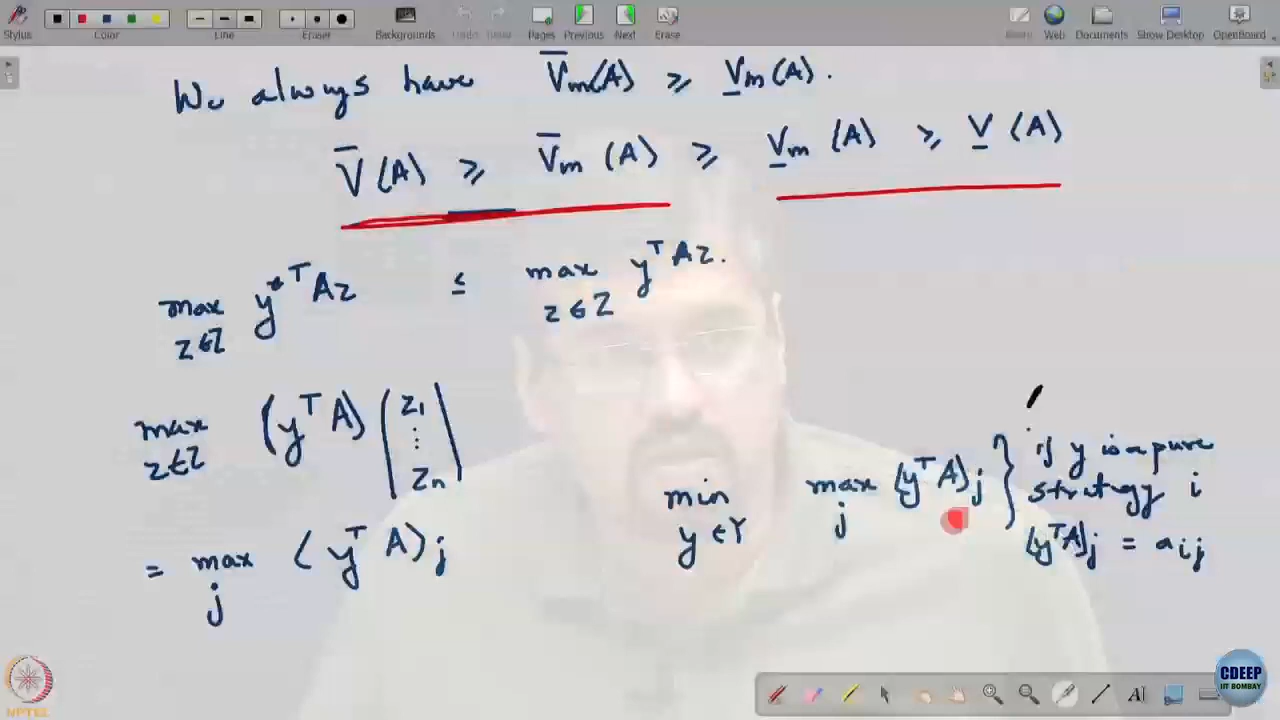 Stylus Color Line Eraser Backgrounds Undo Redo Pages Previous Next Erase Board Web Documents Show Desktop OpenBoard
We always have V̅m(A) ≥ V̲m(A).
V̅(A) ≥ V̅m(A) ≥ V̲m(A) ≥ V̲(A)
max z∈Z y*ᵀAz ≤ max z∈Z yᵀAz.
max z∈Z (yᵀA) (z1 ⋮ zn)
= max j (yᵀA)j
min y∈Y max j (yᵀA)j }
if y is a pure
strategy i
(yᵀA)j = aij
NPTEL
CDEEP
IIT BOMBAY